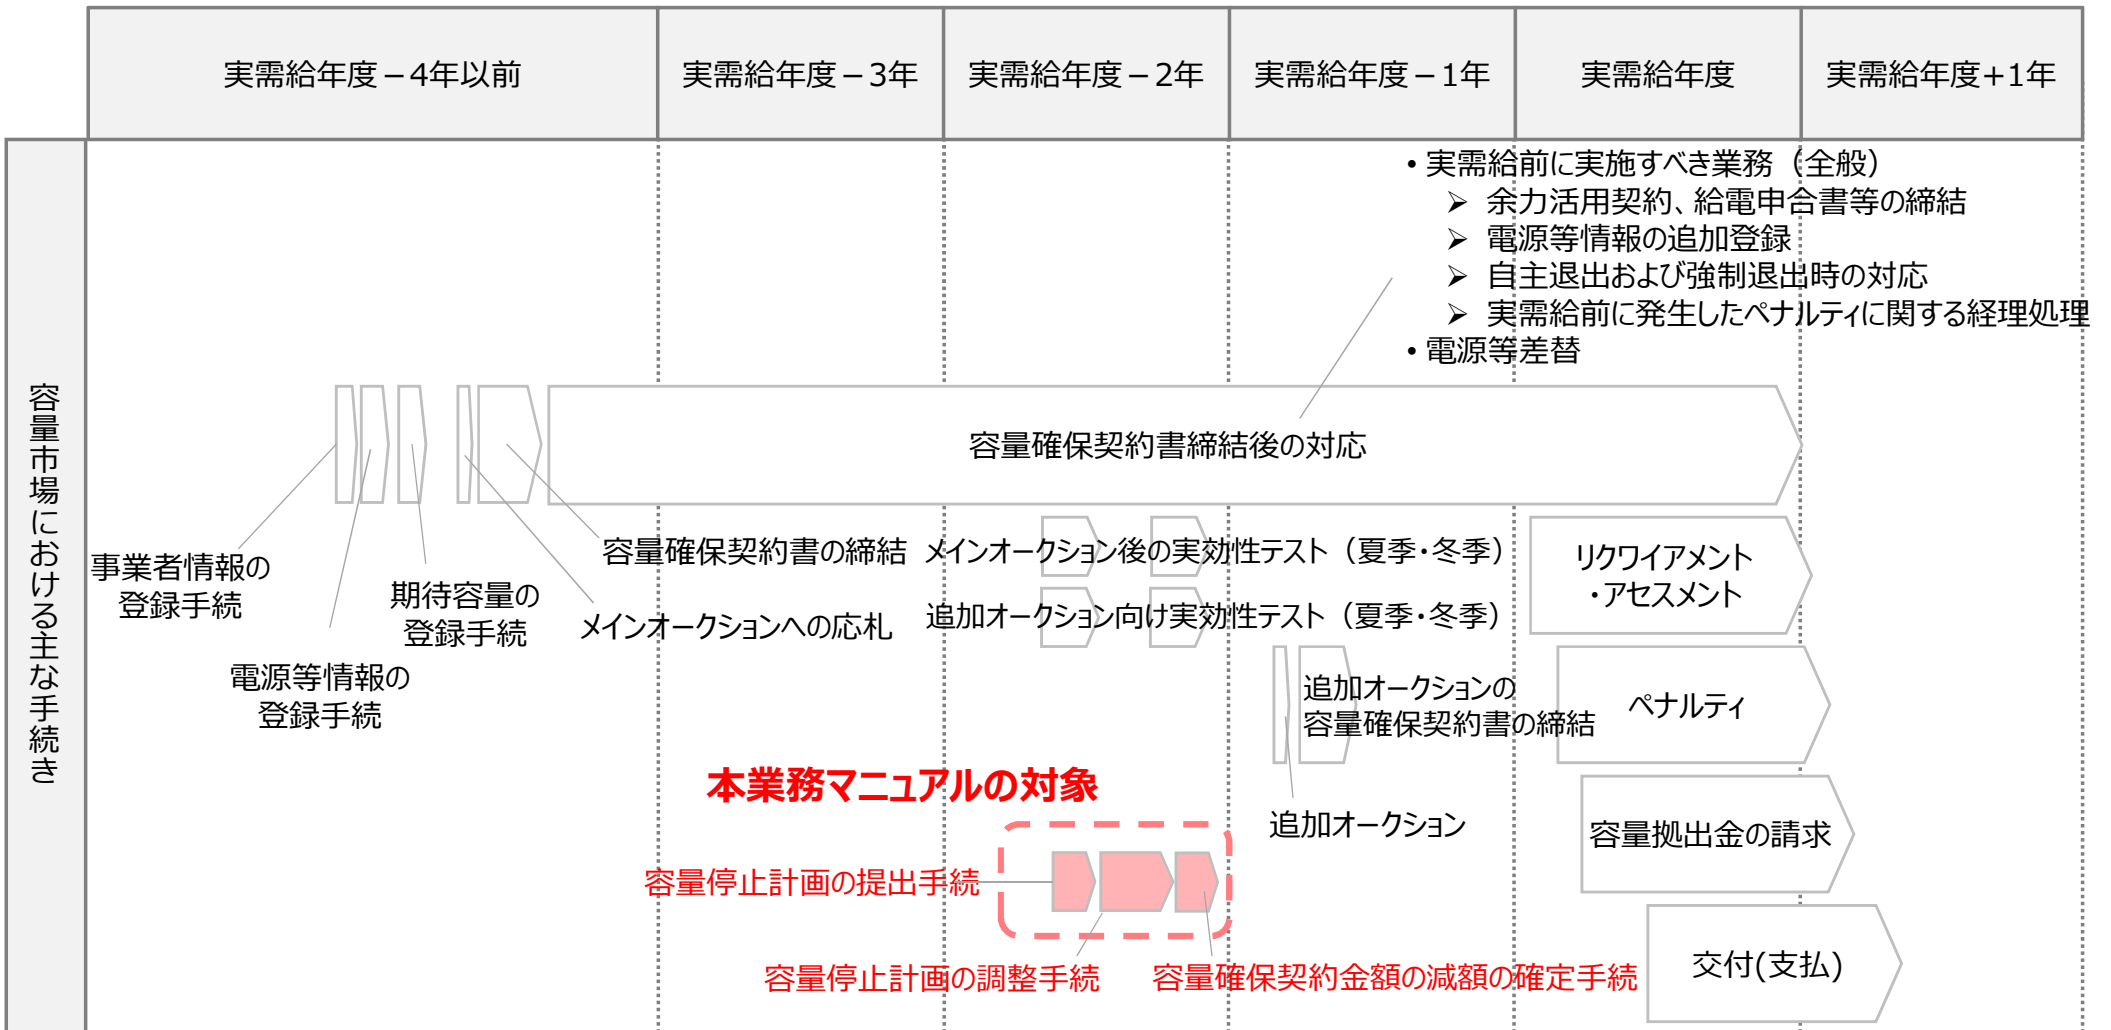 実需給年度－4年以前
実需給年度－3年
実需給年度－2年
実需給年度－1年
実需給年度
実需給年度+1年
容量市場における主な手続き
• 実需給前に実施すべき業務（全般）
➢ 余力活用契約、給電申合書等の締結
➢ 電源等情報の追加登録
➢ 自主退出および強制退出時の対応
➢ 実需給前に発生したペナルティに関する経理処理
• 電源等差替
容量確保契約書締結後の対応
事業者情報の
登録手続
電源等情報の
登録手続
期待容量の
登録手続
容量確保契約書の締結
メインオークションへの応札
メインオークション後の実効性テスト（夏季・冬季）
追加オークション向け実効性テスト（夏季・冬季）
リクワイアメント
・アセスメント
追加オークションの
容量確保契約書の締結
ペナルティ
追加オークション
本業務マニュアルの対象
容量拠出金の請求
容量停止計画の提出手続
容量停止計画の調整手続
容量確保契約金額の減額の確定手続
交付(支払)